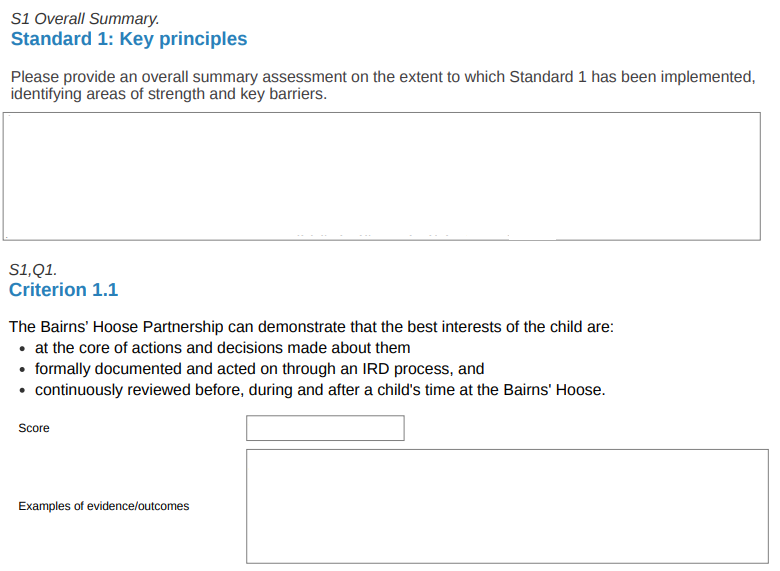 S1 Overall Summary.
Standard 1: Key principles
Please provide an overall summary assessment on the extent to which Standard 1 has been implemented,
identifying areas of strength and key barriers.
S1,Q1.
Criterion 1.1
The Bairns’ Hoose Partnership can demonstrate that the best interests of the child are:
• at the core of actions and decisions made about them
• formally documented and acted on through an IRD process, and
• continuously reviewed before, during and after a child's time at the Bairns' Hoose.
Score
Examples of evidence/outcomes